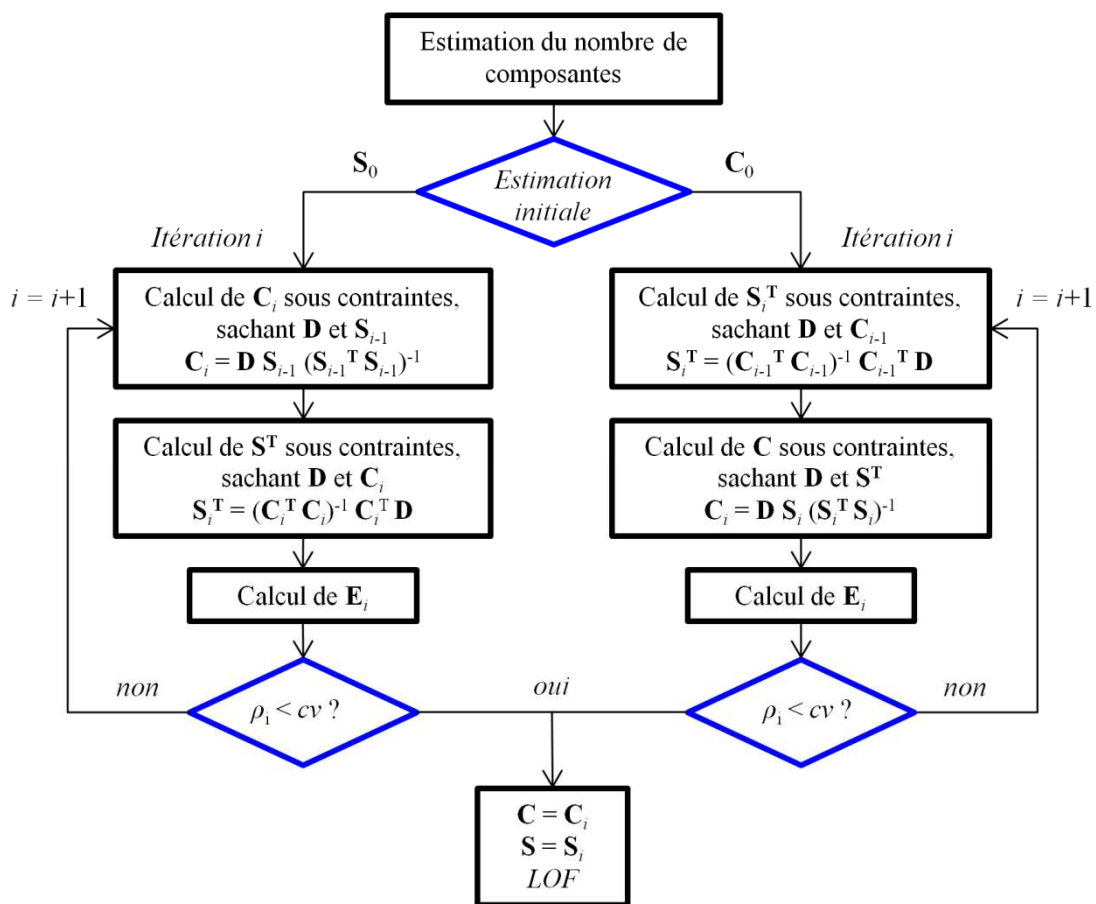 Estimation du nombre de
composantes
S₀
C₀
Estimation
initiale
Itération i
Itération i
i = i+1
Calcul de Cᵢ sous contraintes,
sachant D et Sᵢ₋₁
Cᵢ = D Sᵢ₋₁ (Sᵢ₋₁ᵀ Sᵢ₋₁)⁻¹
Calcul de Sᵢᵀ sous contraintes,
sachant D et Cᵢ₋₁
Sᵢᵀ = (Cᵢ₋₁ᵀ Cᵢ₋₁)⁻¹ Cᵢ₋₁ᵀ D
i = i+1
Calcul de Sᵀ sous contraintes,
sachant D et Cᵢ
Sᵢᵀ = (Cᵢᵀ Cᵢ)⁻¹ Cᵢᵀ D
Calcul de C sous contraintes,
sachant D et Sᵀ
Cᵢ = D Sᵢ (Sᵢᵀ Sᵢ)⁻¹
Calcul de Eᵢ
Calcul de Eᵢ
non
ρᵢ < cv ?
oui
ρᵢ < cv ?
non
C = Cᵢ
S = Sᵢ
LOF